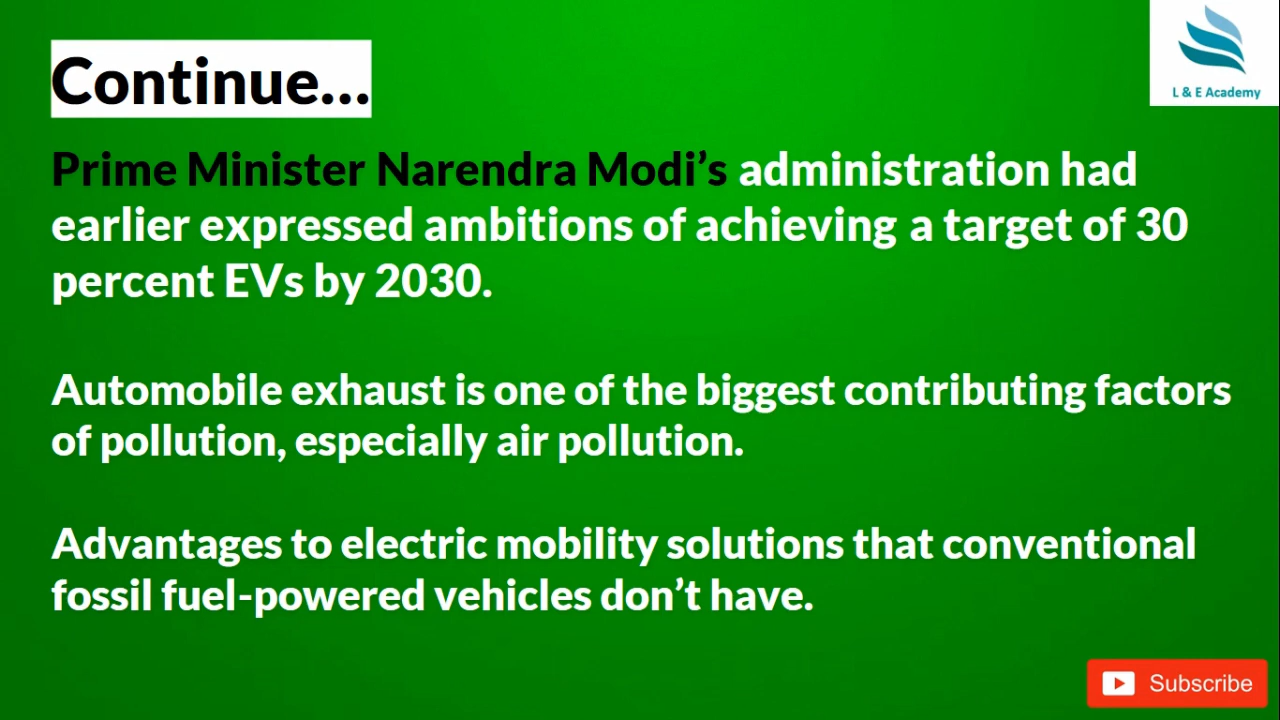 Continue...
L & E Academy
Prime Minister Narendra Modi’s administration had
earlier expressed ambitions of achieving a target of 30
percent EVs by 2030.
Automobile exhaust is one of the biggest contributing factors
of pollution, especially air pollution.
Advantages to electric mobility solutions that conventional
fossil fuel-powered vehicles don’t have.
Subscribe